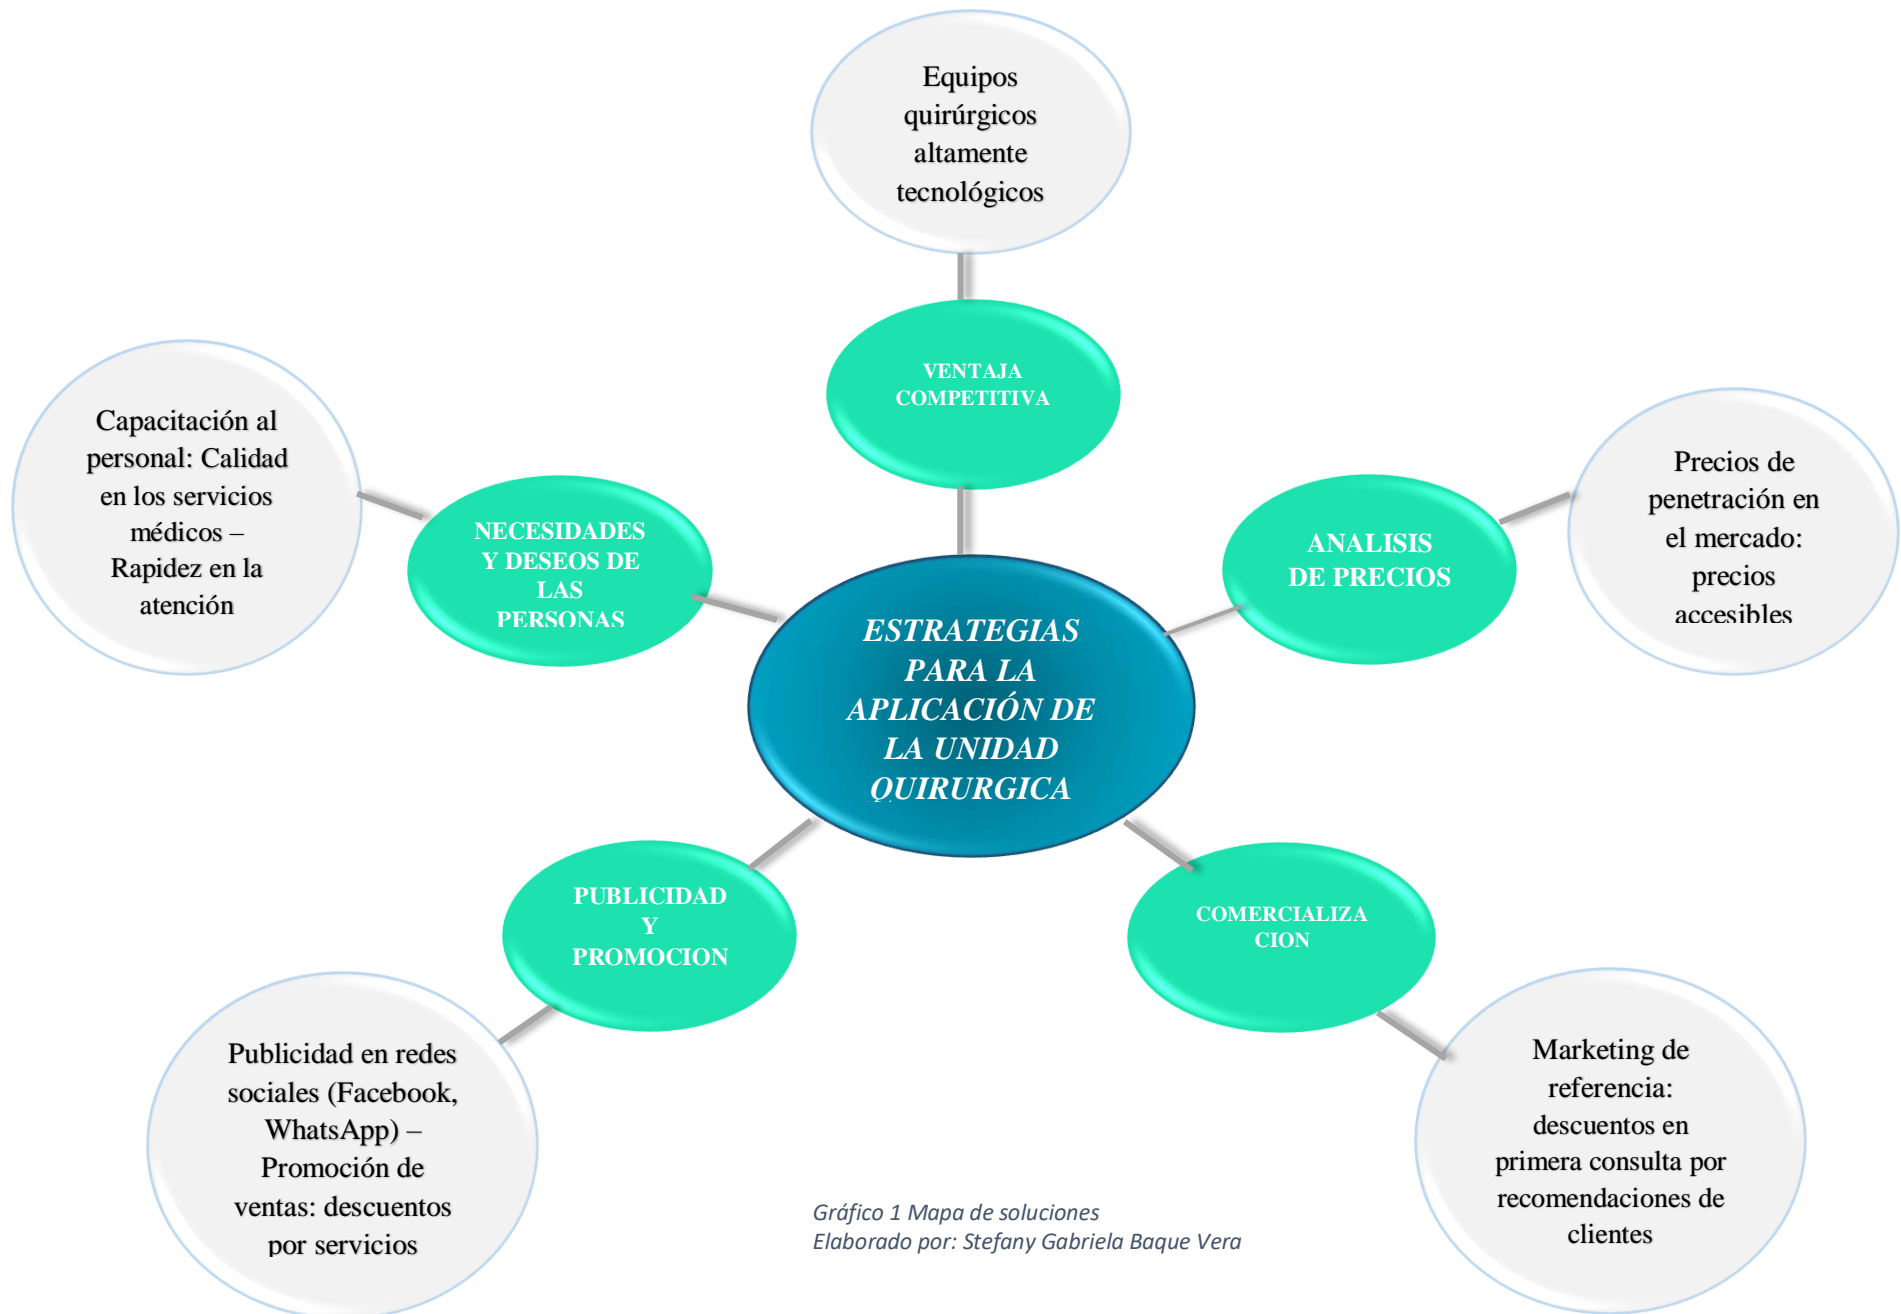 Equipos
quirúrgicos
altamente
tecnológicos
VENTAJA
COMPETITIVA
Capacitación al
personal: Calidad
en los servicios
médicos –
Rapidez en la
atención
NECESIDADES
Y DESEOS DE
LAS
PERSONAS
ANALISIS
DE PRECIOS
Precios de
penetración en
el mercado:
precios
accesibles
ESTRATEGIAS
PARA LA
APLICACIÓN DE
LA UNIDAD
QUIRURGICA
PUBLICIDAD
Y
PROMOCION
COMERCIALIZA
CION
Publicidad en redes
sociales (Facebook,
WhatsApp) –
Promoción de
ventas: descuentos
por servicios
Marketing de
referencia:
descuentos en
primera consulta por
recomendaciones de
clientes
Gráfico 1 Mapa de soluciones
Elaborado por: Stefany Gabriela Baque Vera